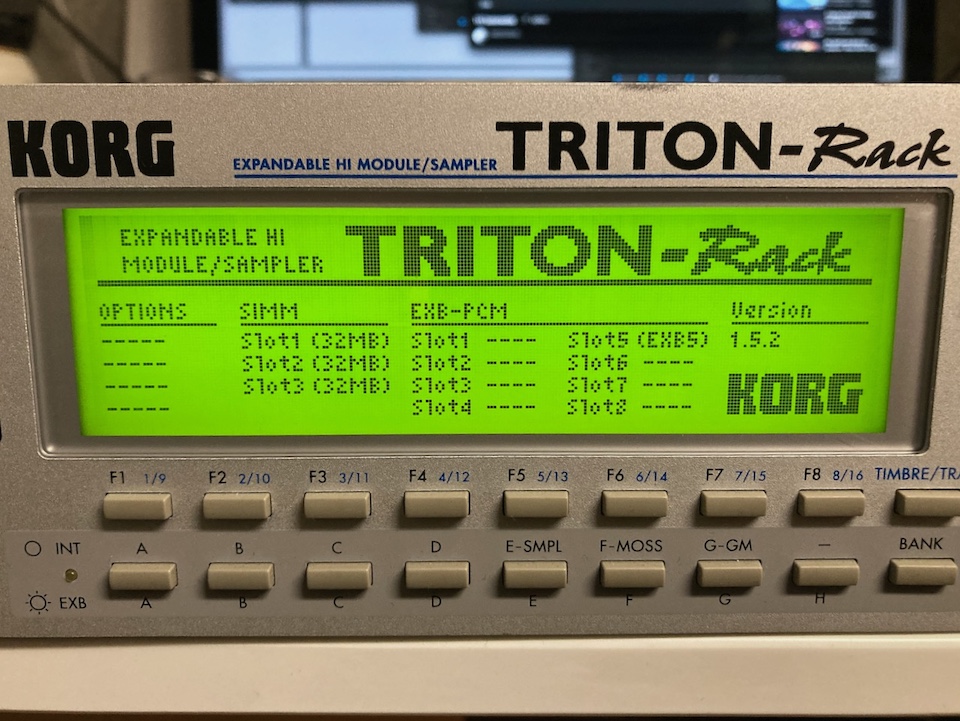 KORG
EXPANDABLE HI MODULE/SAMPLER TRITON-Rack
EXPANDABLE HI
MODULE/SAMPLER
TRITON-Rack
OPTIONS SIMM EXB-PCM Version
----- Slot1 (32MB) Slot1 ---- Slot5 (EXB5) 1.5.2
----- Slot2 (32MB) Slot2 ---- Slot6 ----
----- Slot3 (32MB) Slot3 ---- Slot7 ----
----- Slot4 ---- Slot8 ----
KORG
F1 1/9 F2 2/10 F3 3/11 F4 4/12 F5 5/13 F6 6/14 F7 7/15 F8 8/16 TIMBRE/TRA
INT A B C D E-SMPL F-MOSS G-GM — BANK
EXB A B C D E F G H